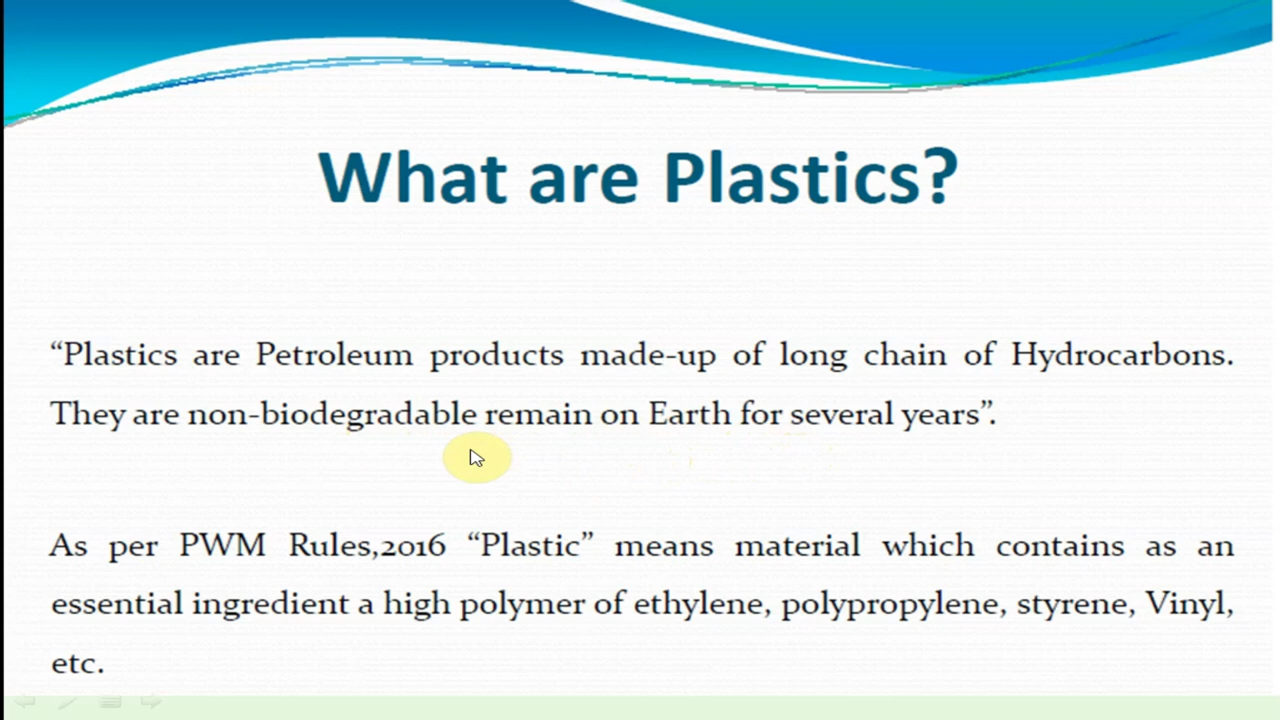 What are Plastics?
“Plastics are Petroleum products made-up of long chain of Hydrocarbons.
They are non-biodegradable remain on Earth for several years”.
As per PWM Rules,2016 “Plastic” means material which contains as an
essential ingredient a high polymer of ethylene, polypropylene, styrene, Vinyl,
etc.